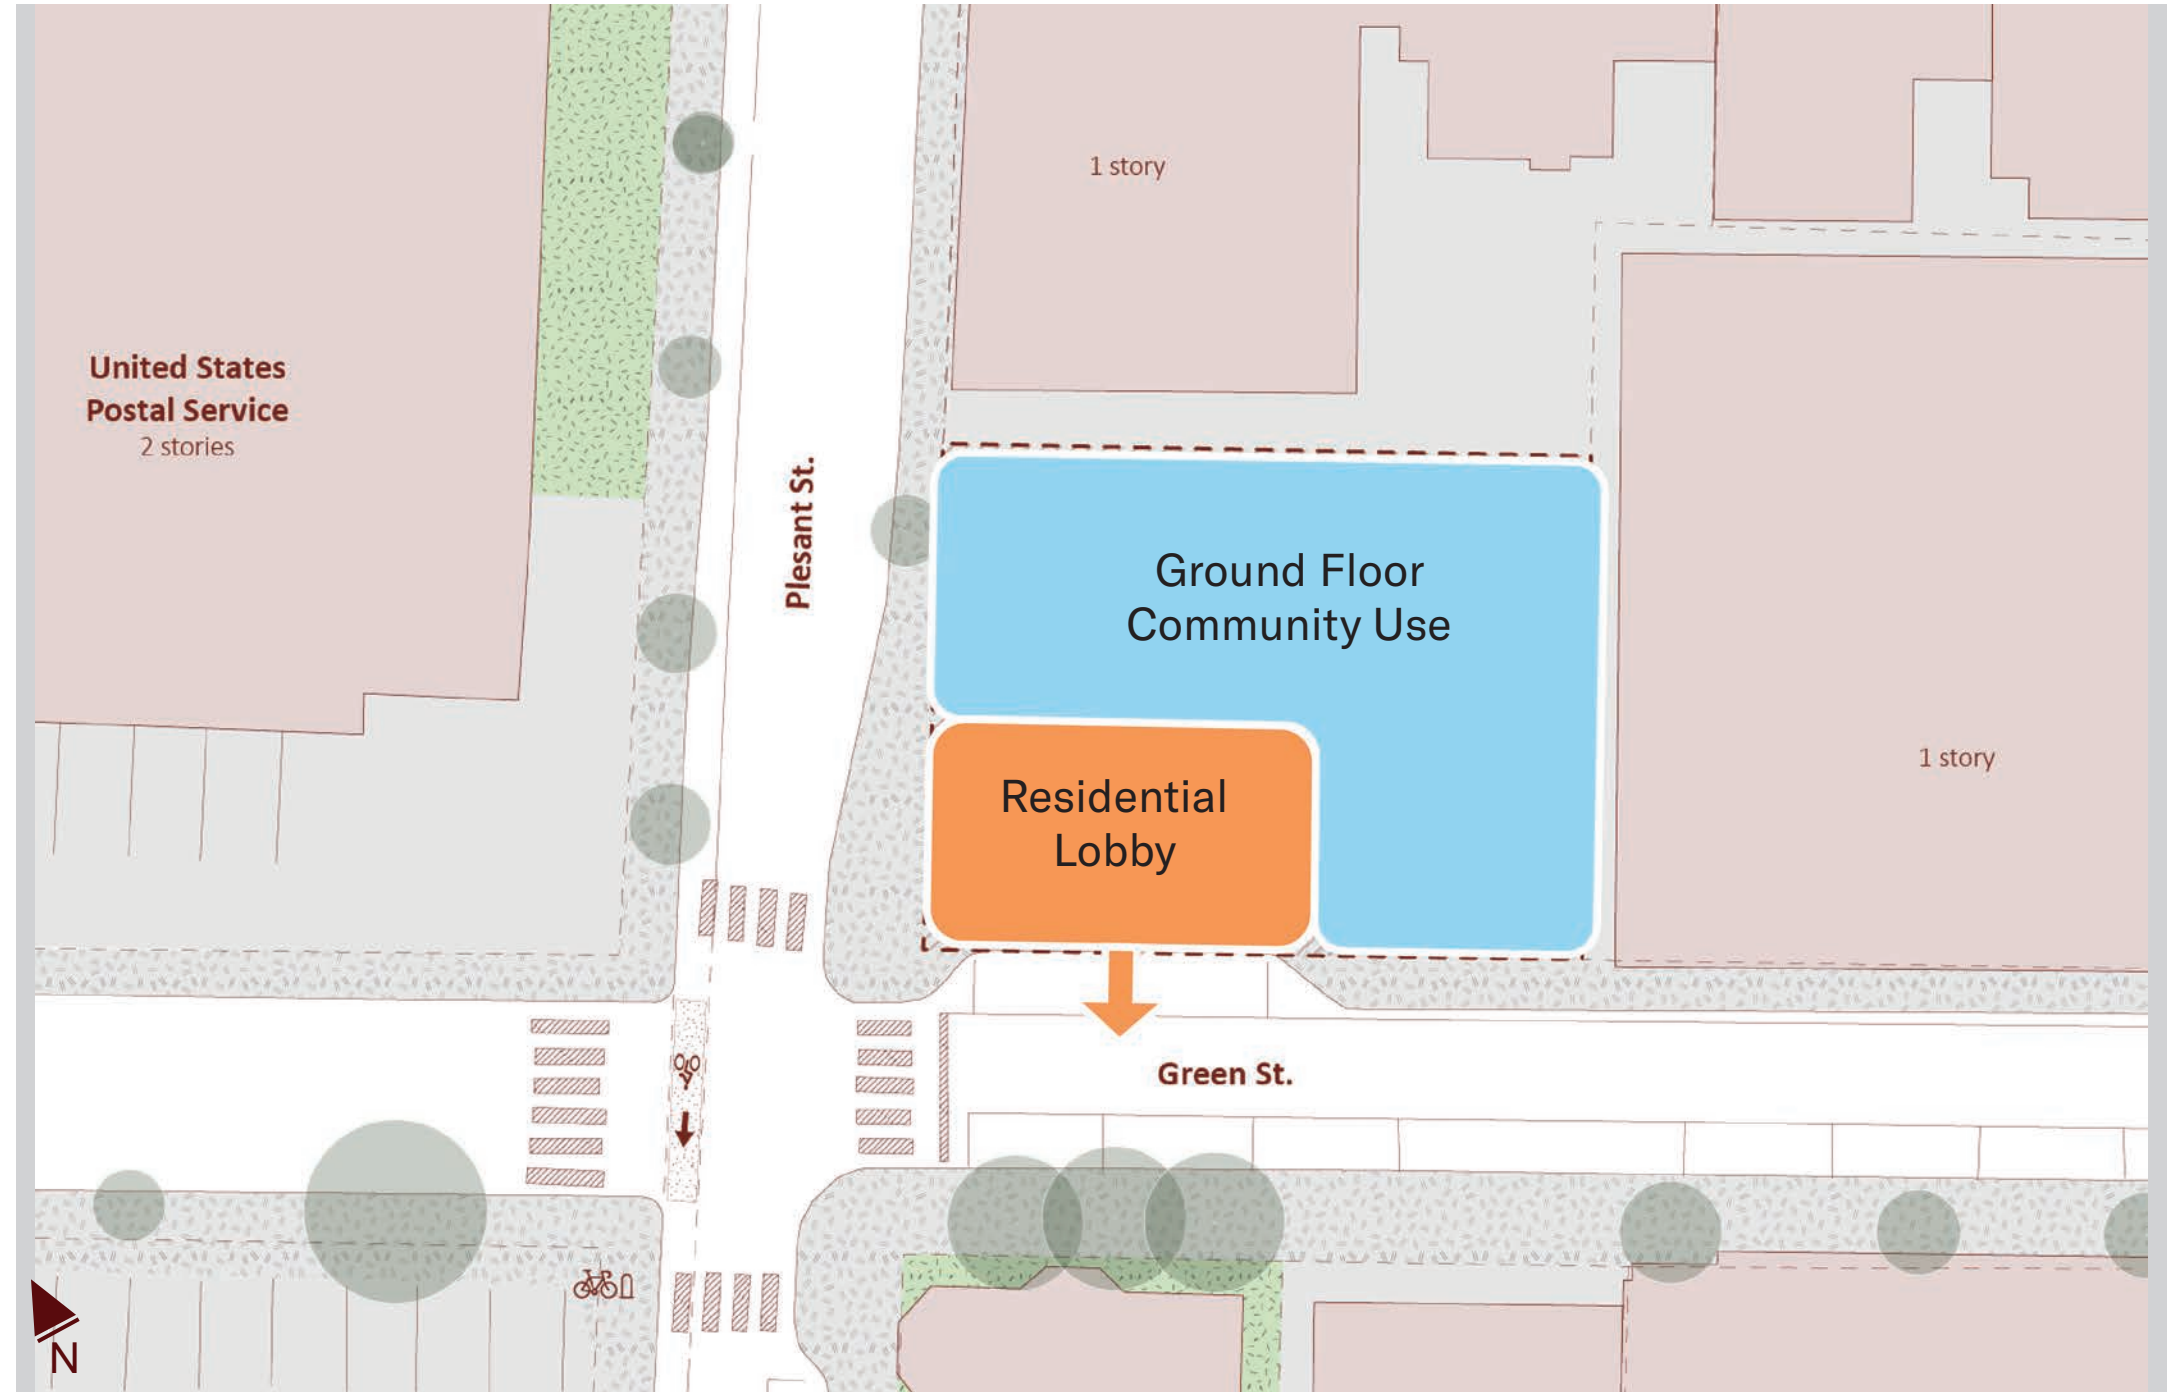 1 story
United States
Postal Service
2 stories
Plesant St.
Ground Floor
Community Use
1 story
Residential
Lobby
Green St.
N